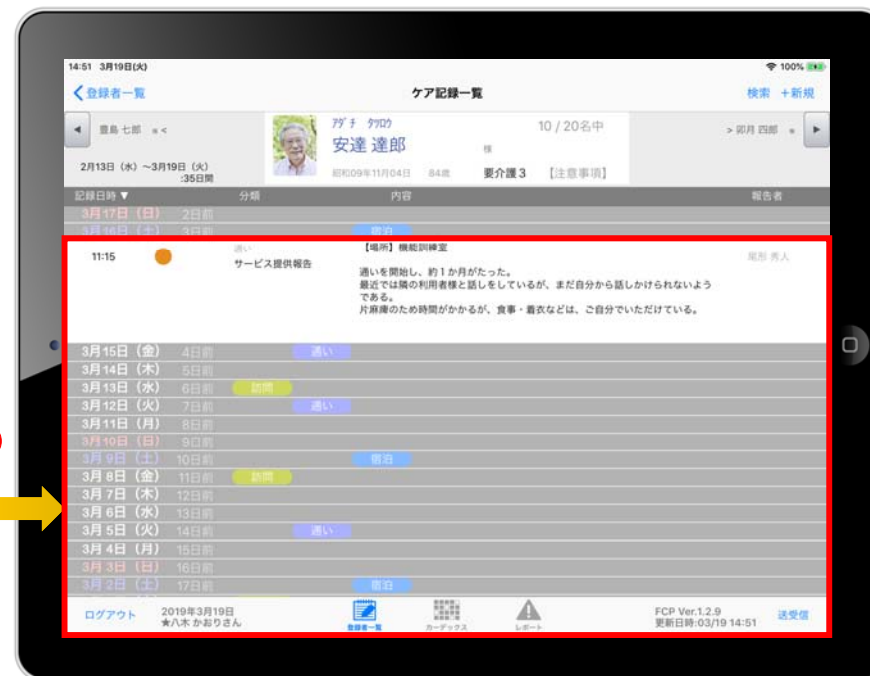 14:51 3月19日(火)
100%
登録者一覧
ケア記録一覧
検索 +新規
豊島 七郎
<
アダチ タツロウ
安達 達郎
様
10 / 20名中
> 卯月 四郎
2月13日（水）～3月19日（火）
:35日間
昭和09年11月04日 84歳 要介護3 【注意事項】
記録日時▼ 分類 内容 報告者
3月17日（日） 2日前
3月16日（土） 3日前 宿泊
11:15
通い
サービス提供報告
【場所】機能訓練室
通いを開始し、約1か月がたった。
最近では隣の利用者様と話しをしているが、まだ自分から話しかけられないよう
である。
片麻痺のため時間がかかるが、食事・着衣などは、ご自分でいただけている。
尾形 秀人
3月15日（金） 4日前 通い
3月14日（木） 5日前
3月13日（水） 6日前 訪問
3月12日（火） 7日前 通い
3月11日（月） 8日前
3月10日（日） 9日前
3月 9日（土） 10日前 宿泊
3月 8日（金） 11日前 訪問
3月 7日（木） 12日前
3月 6日（水） 13日前
3月 5日（火） 14日前 通い
3月 4日（月） 15日前
3月 3日（日） 16日前
3月 2日（土） 17日前 宿泊
ログアウト
2019年3月19日
★八木 かおりさん
登録者一覧
カーデックス
レポート
FCP Ver.1.2.9
更新日時:03/19 14:51
送受信